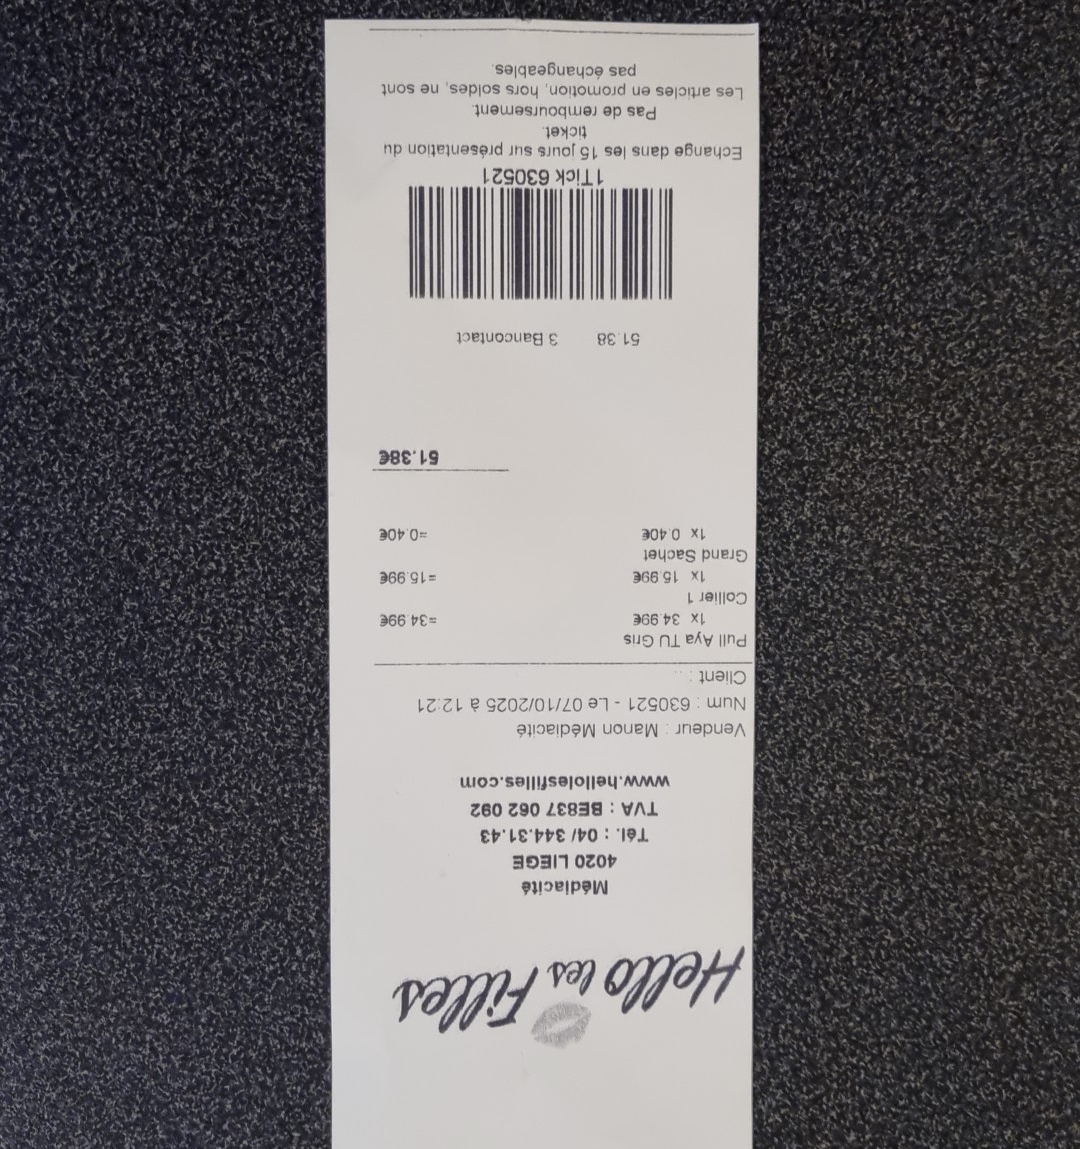 Hello les Filles
Médiacité
4020 LIEGE
Tél. : 04/ 344.31.43
TVA : BE837 062 092
www.hellolesfilles.com
Vendeur : Manon Médiacité
Num : 630521 - Le 07/10/2025 à 12:21
Client : ..
Pull Aya TU Gris
1x 34.99€ =34.99€
Collier 1
1x 15.99€ =15.99€
Grand Sachet
1x 0.40€ =0.40€
51.38€
51.38 3 Bancontact
1Tick 630521
Echange dans les 15 jours sur présentation du
ticket.
Pas de remboursement.
Les articles en promotion, hors soldes, ne sont
pas échangeables.